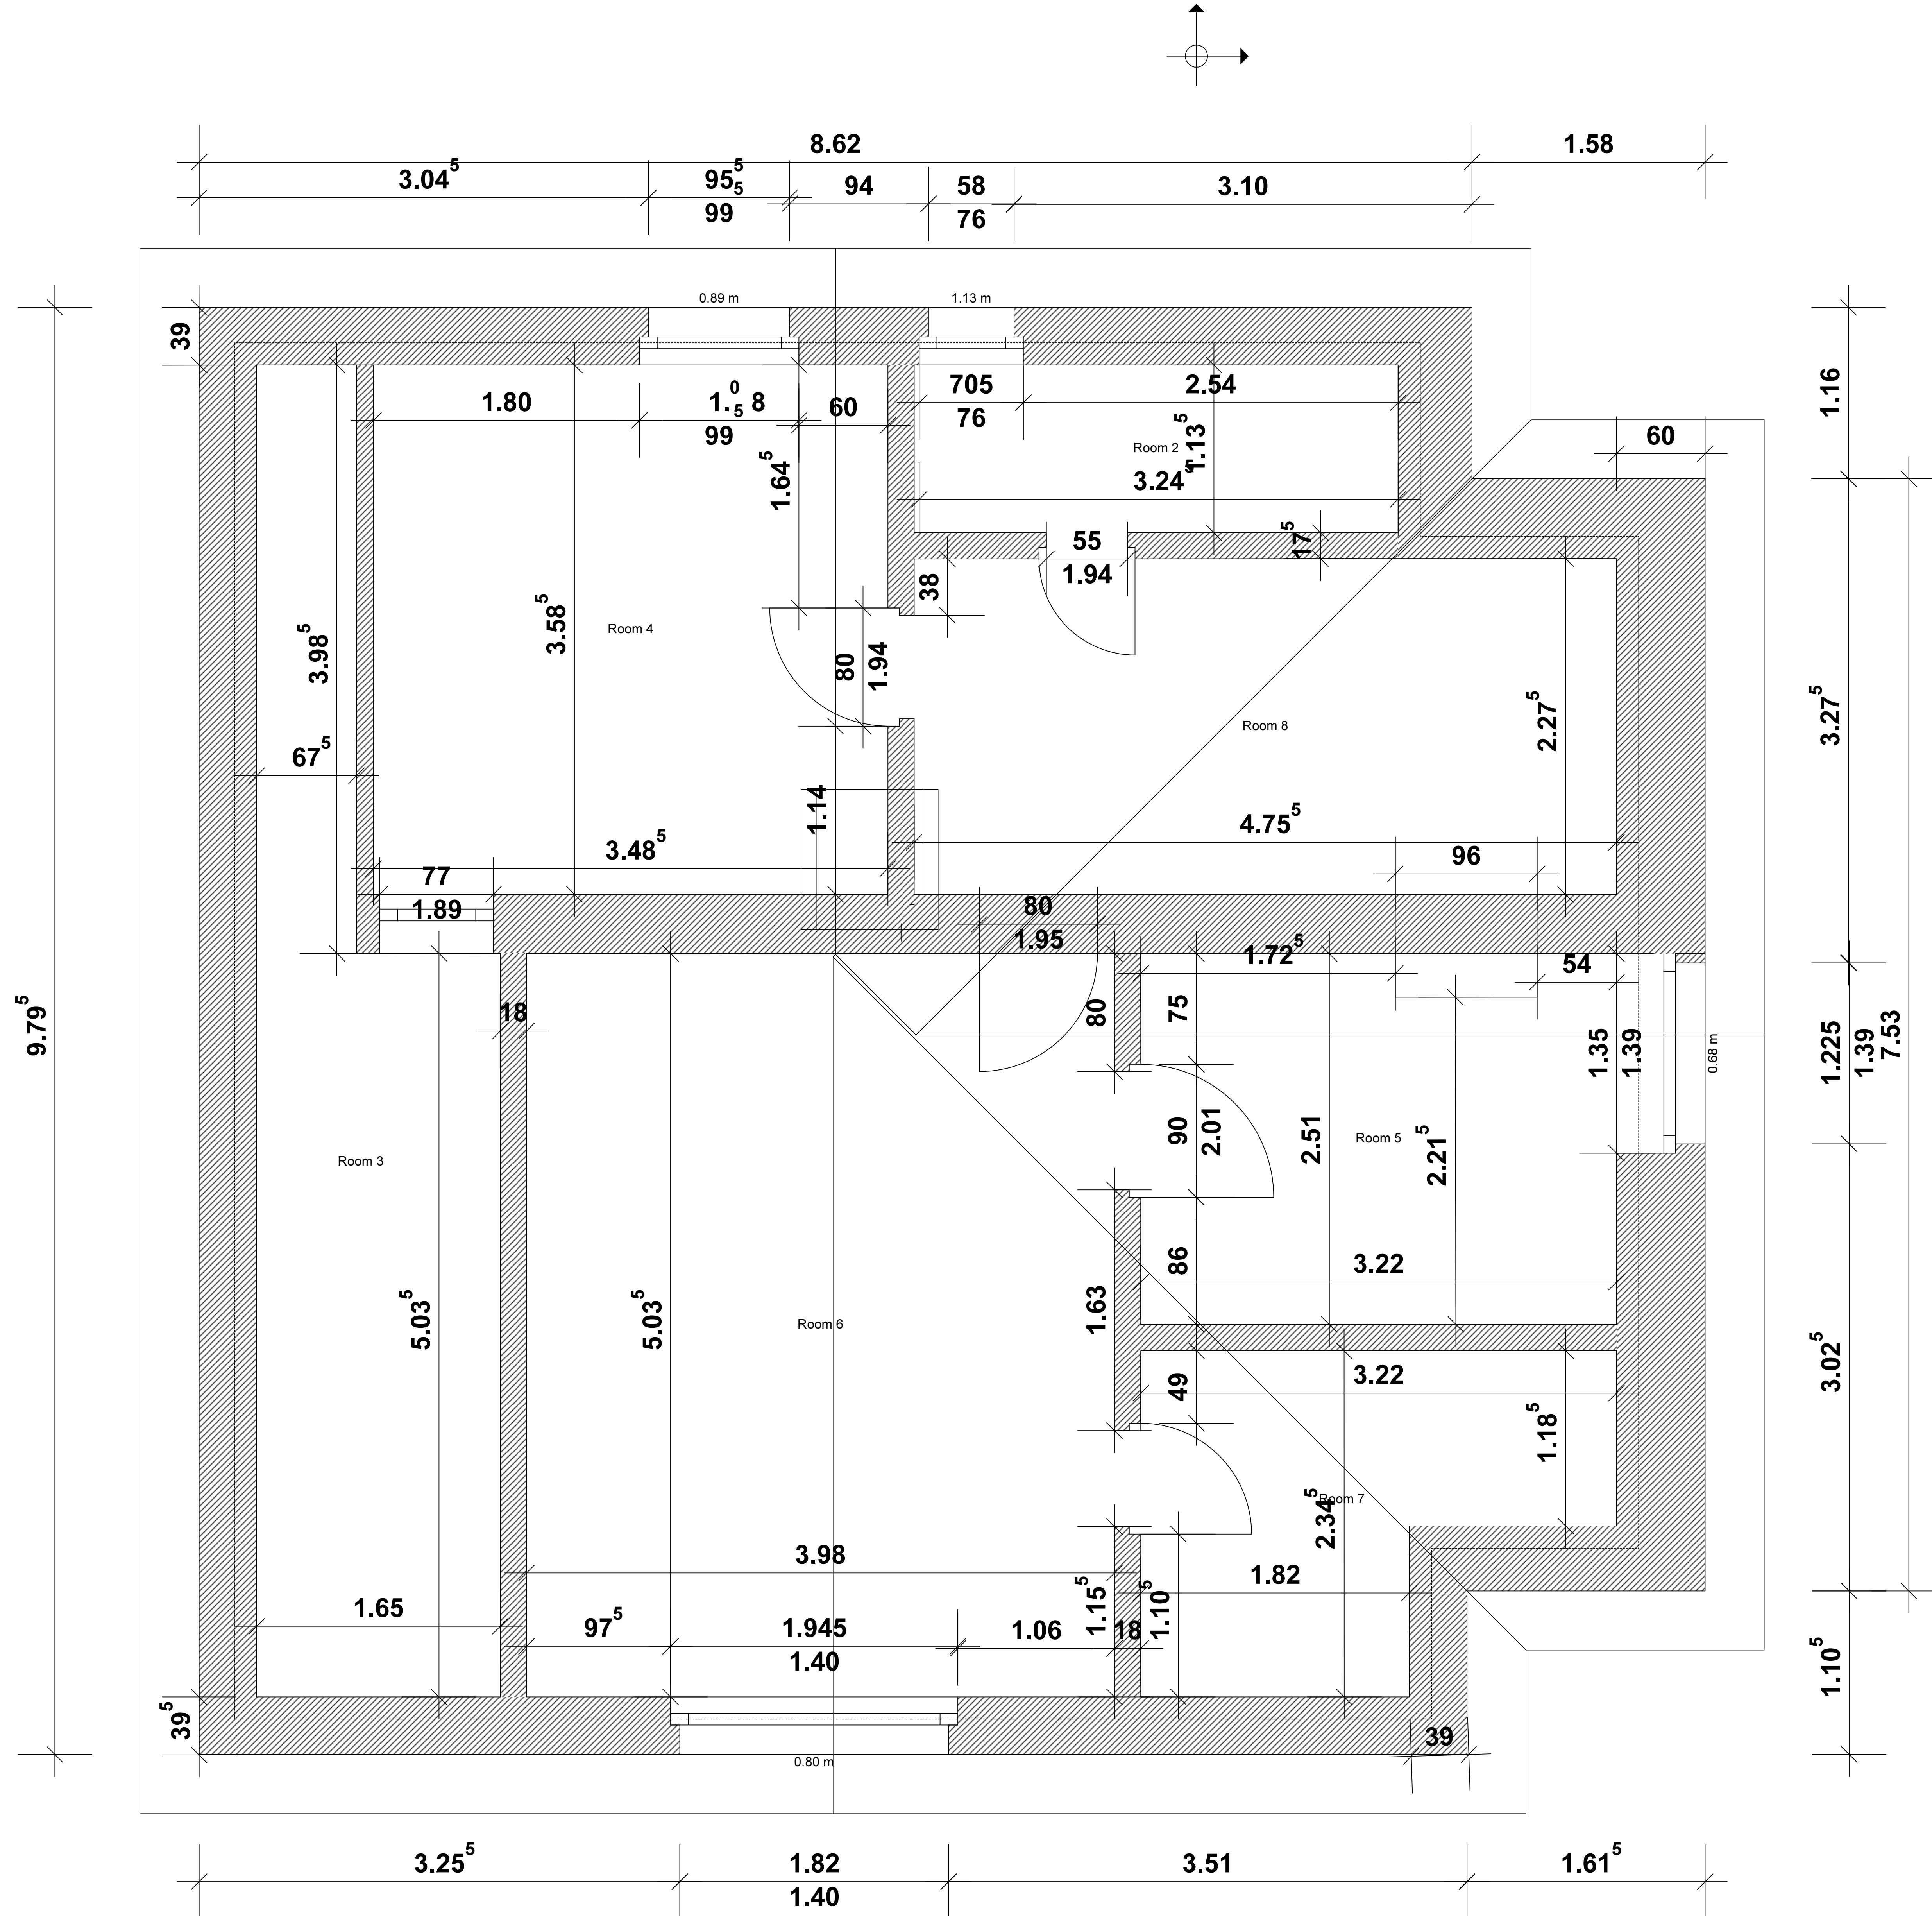 8.62 1.58
3.04⁵ 95⁵ 94 58 3.10
99⁵ 76
0.89 m 1.13 m
39 1.16
1.80 1.⁰₅ 8 60 705 2.54 60
99 76
1.64⁵ Room 2 1.13⁵
3.24⁵
55 17⁵
1.94
38
3.98⁵ 3.58⁵ Room 4 80 1.94
Room 8 2.27⁵ 3.27⁵
67⁵
1.14 4.75⁵
3.48⁵ 96
77 80
1.89 1.95
1.72⁵ 54
9.79⁵ 18 80 75 1.35 1.39 0.68 m 1.225 1.39 7.53
90 2.01 2.51 2.21⁵ Room 5
Room 3
86 3.22
5.03⁵ 5.03⁵ Room 6 1.63
3.22 3.02⁵
49 1.18⁵
2.34⁵ Room 7
3.98 1.82
1.65 97⁵ 1.945 1.06 1.15⁵ 18 1.10⁵
1.40
39⁵ 39 1.10⁵
0.80 m
3.25⁵ 1.82 3.51 1.61⁵
1.40